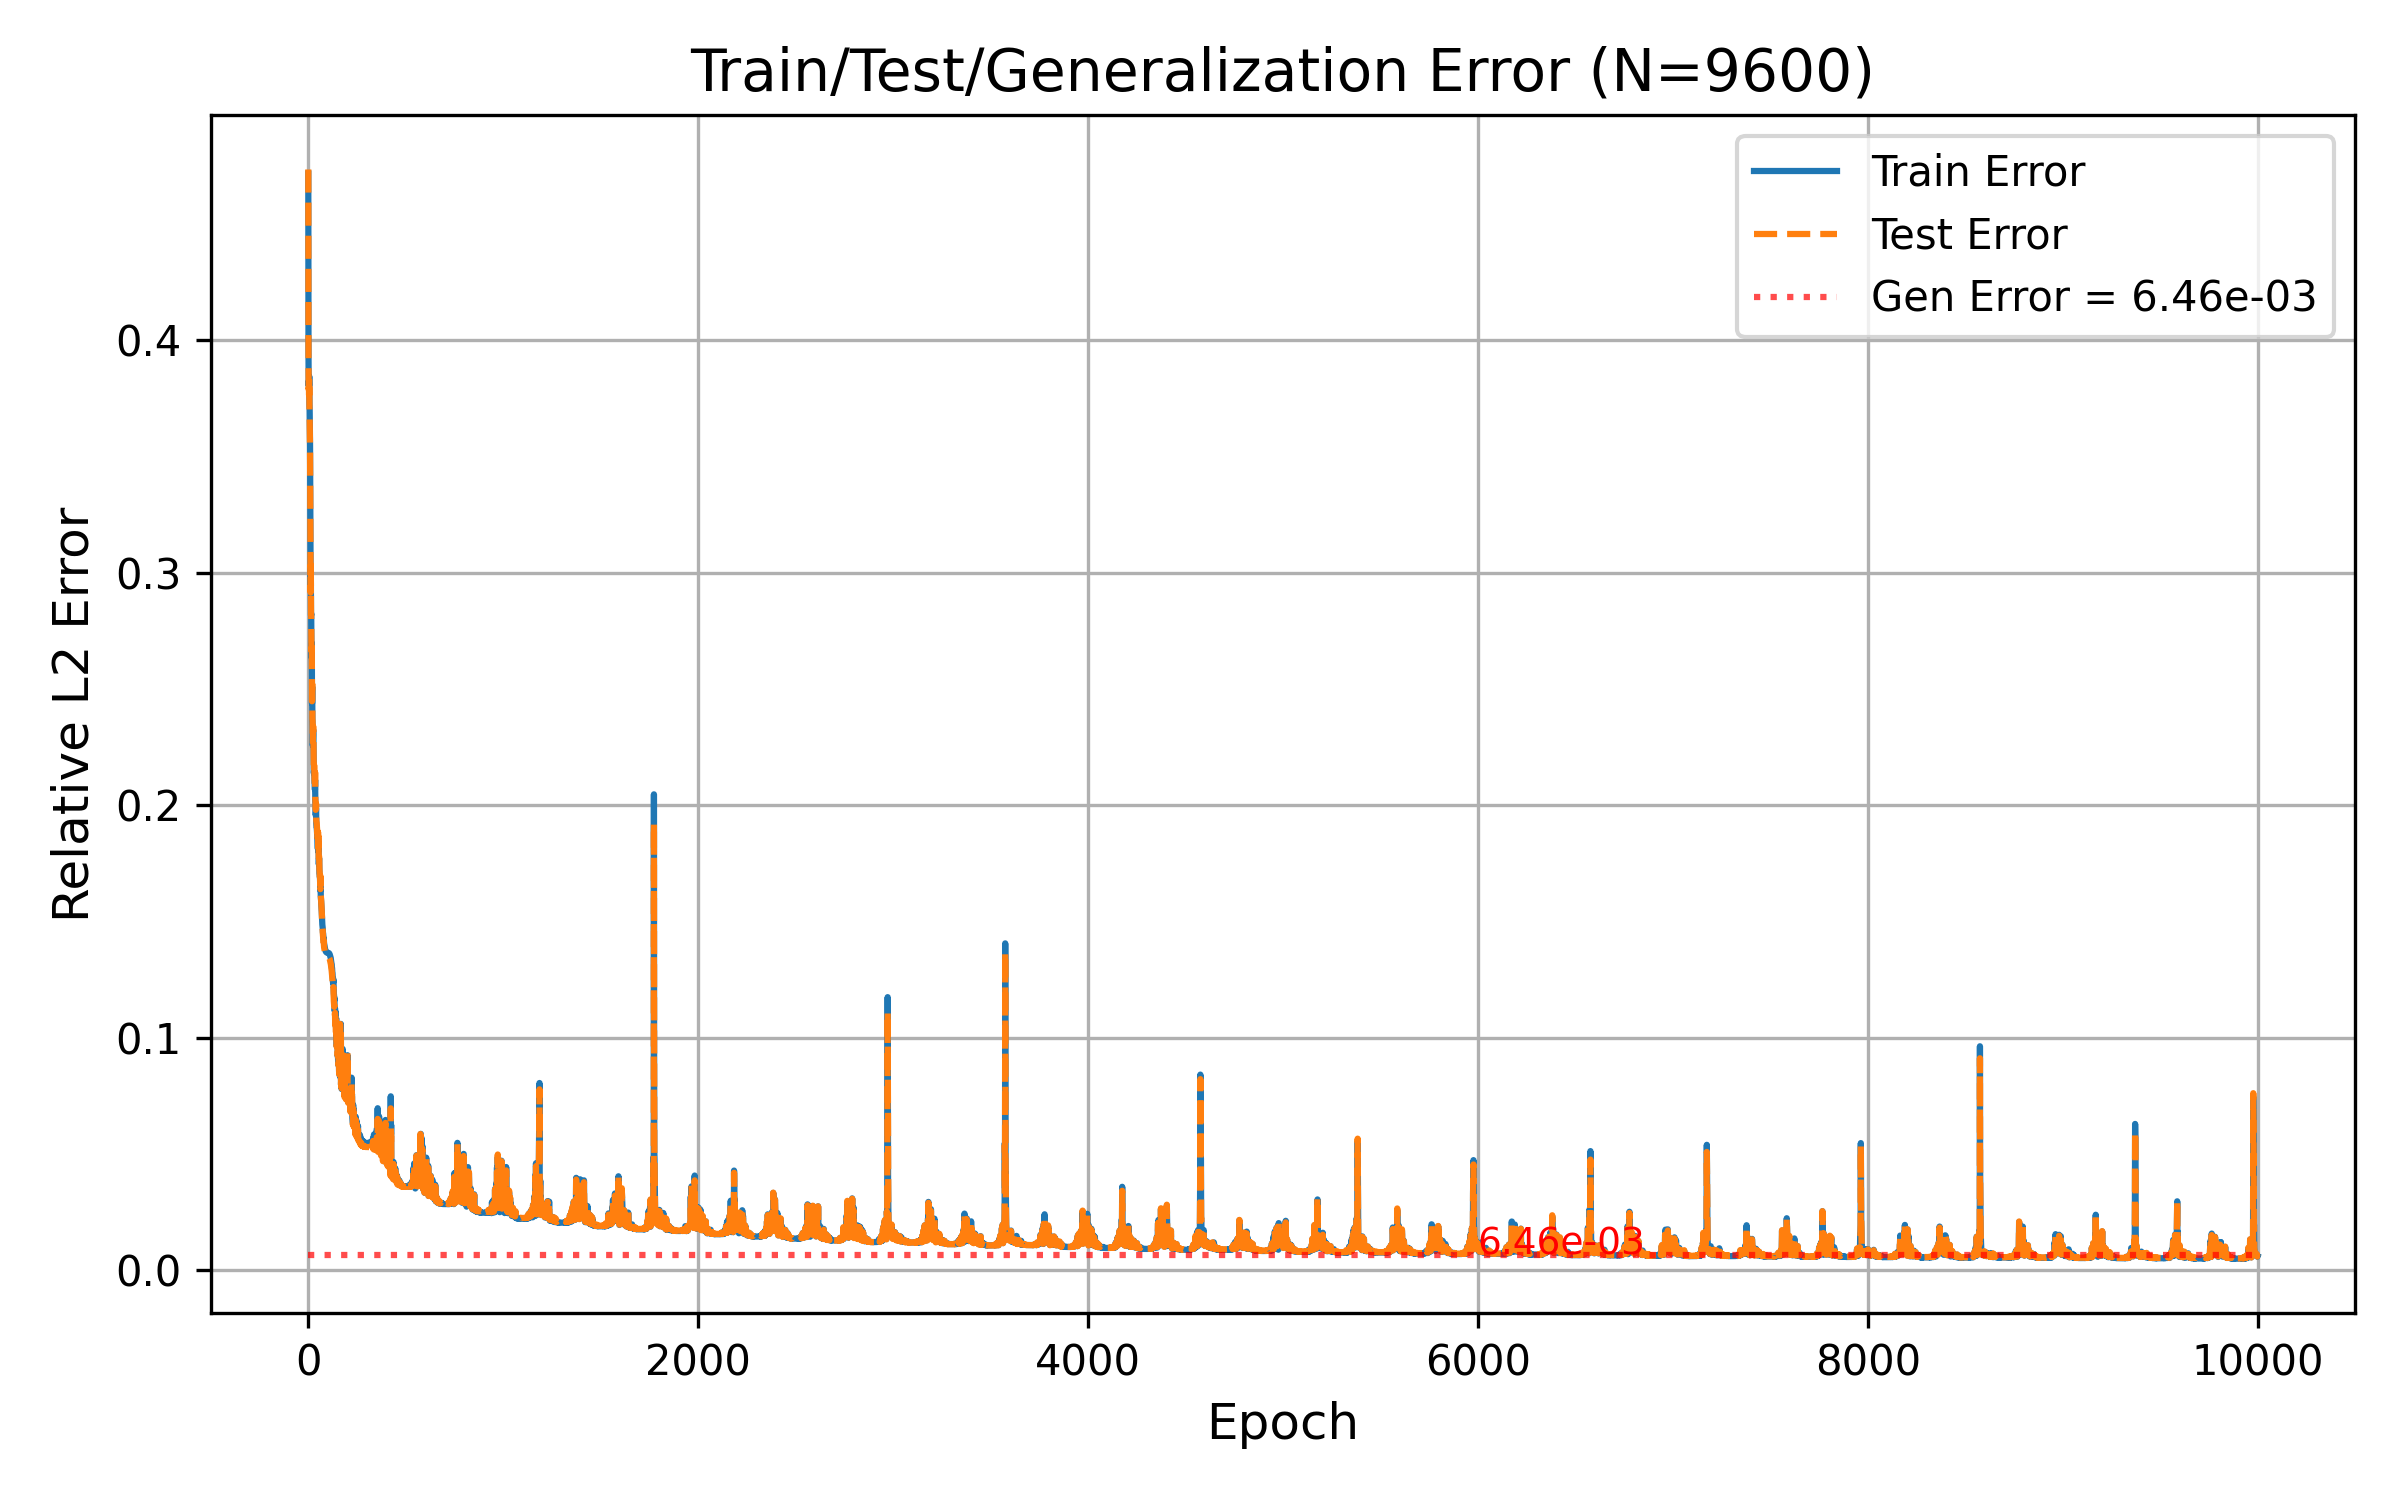 Train/Test/Generalization Error (N=9600)
Train Error
Test Error
Gen Error = 6.46e-03
Relative L2 Error
0.4
0.3
0.2
0.1
0.0
6.46e-03
0 2000 4000 6000 8000 10000
Epoch